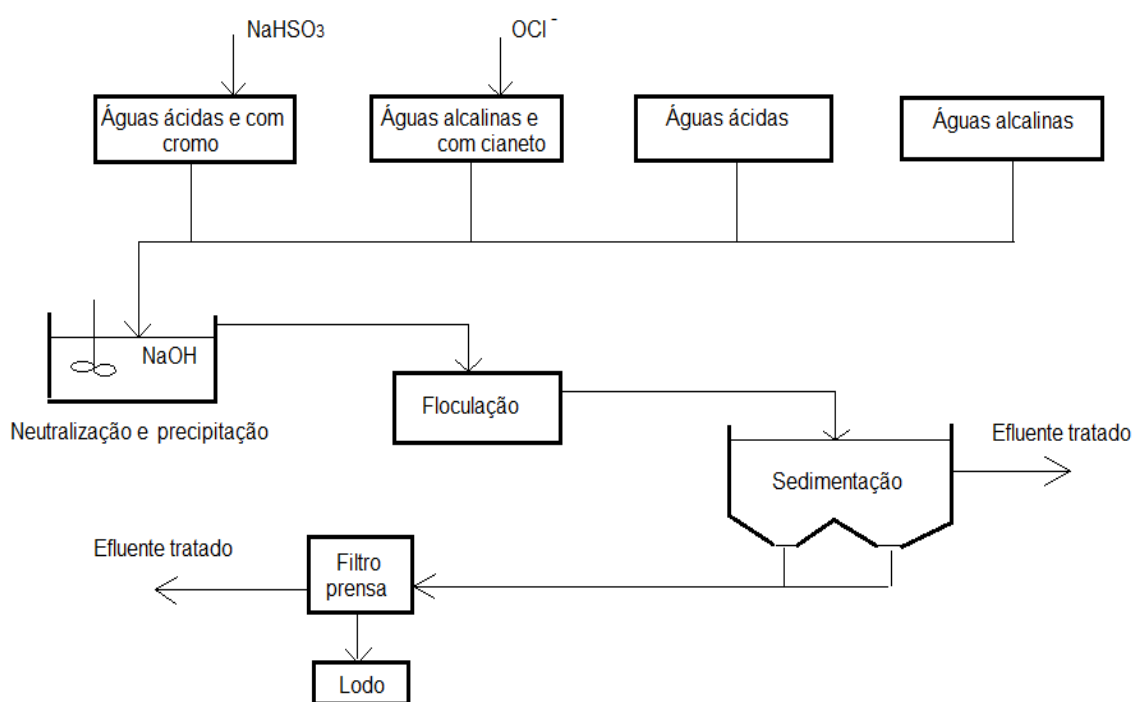 NaHSO3
OCl -
Águas ácidas e com
cromo
Águas alcalinas e
com cianeto
Águas ácidas
Águas alcalinas
NaOH
Neutralização e precipitação
Floculação
Sedimentação
Efluente tratado
Efluente tratado
Filtro
prensa
Lodo